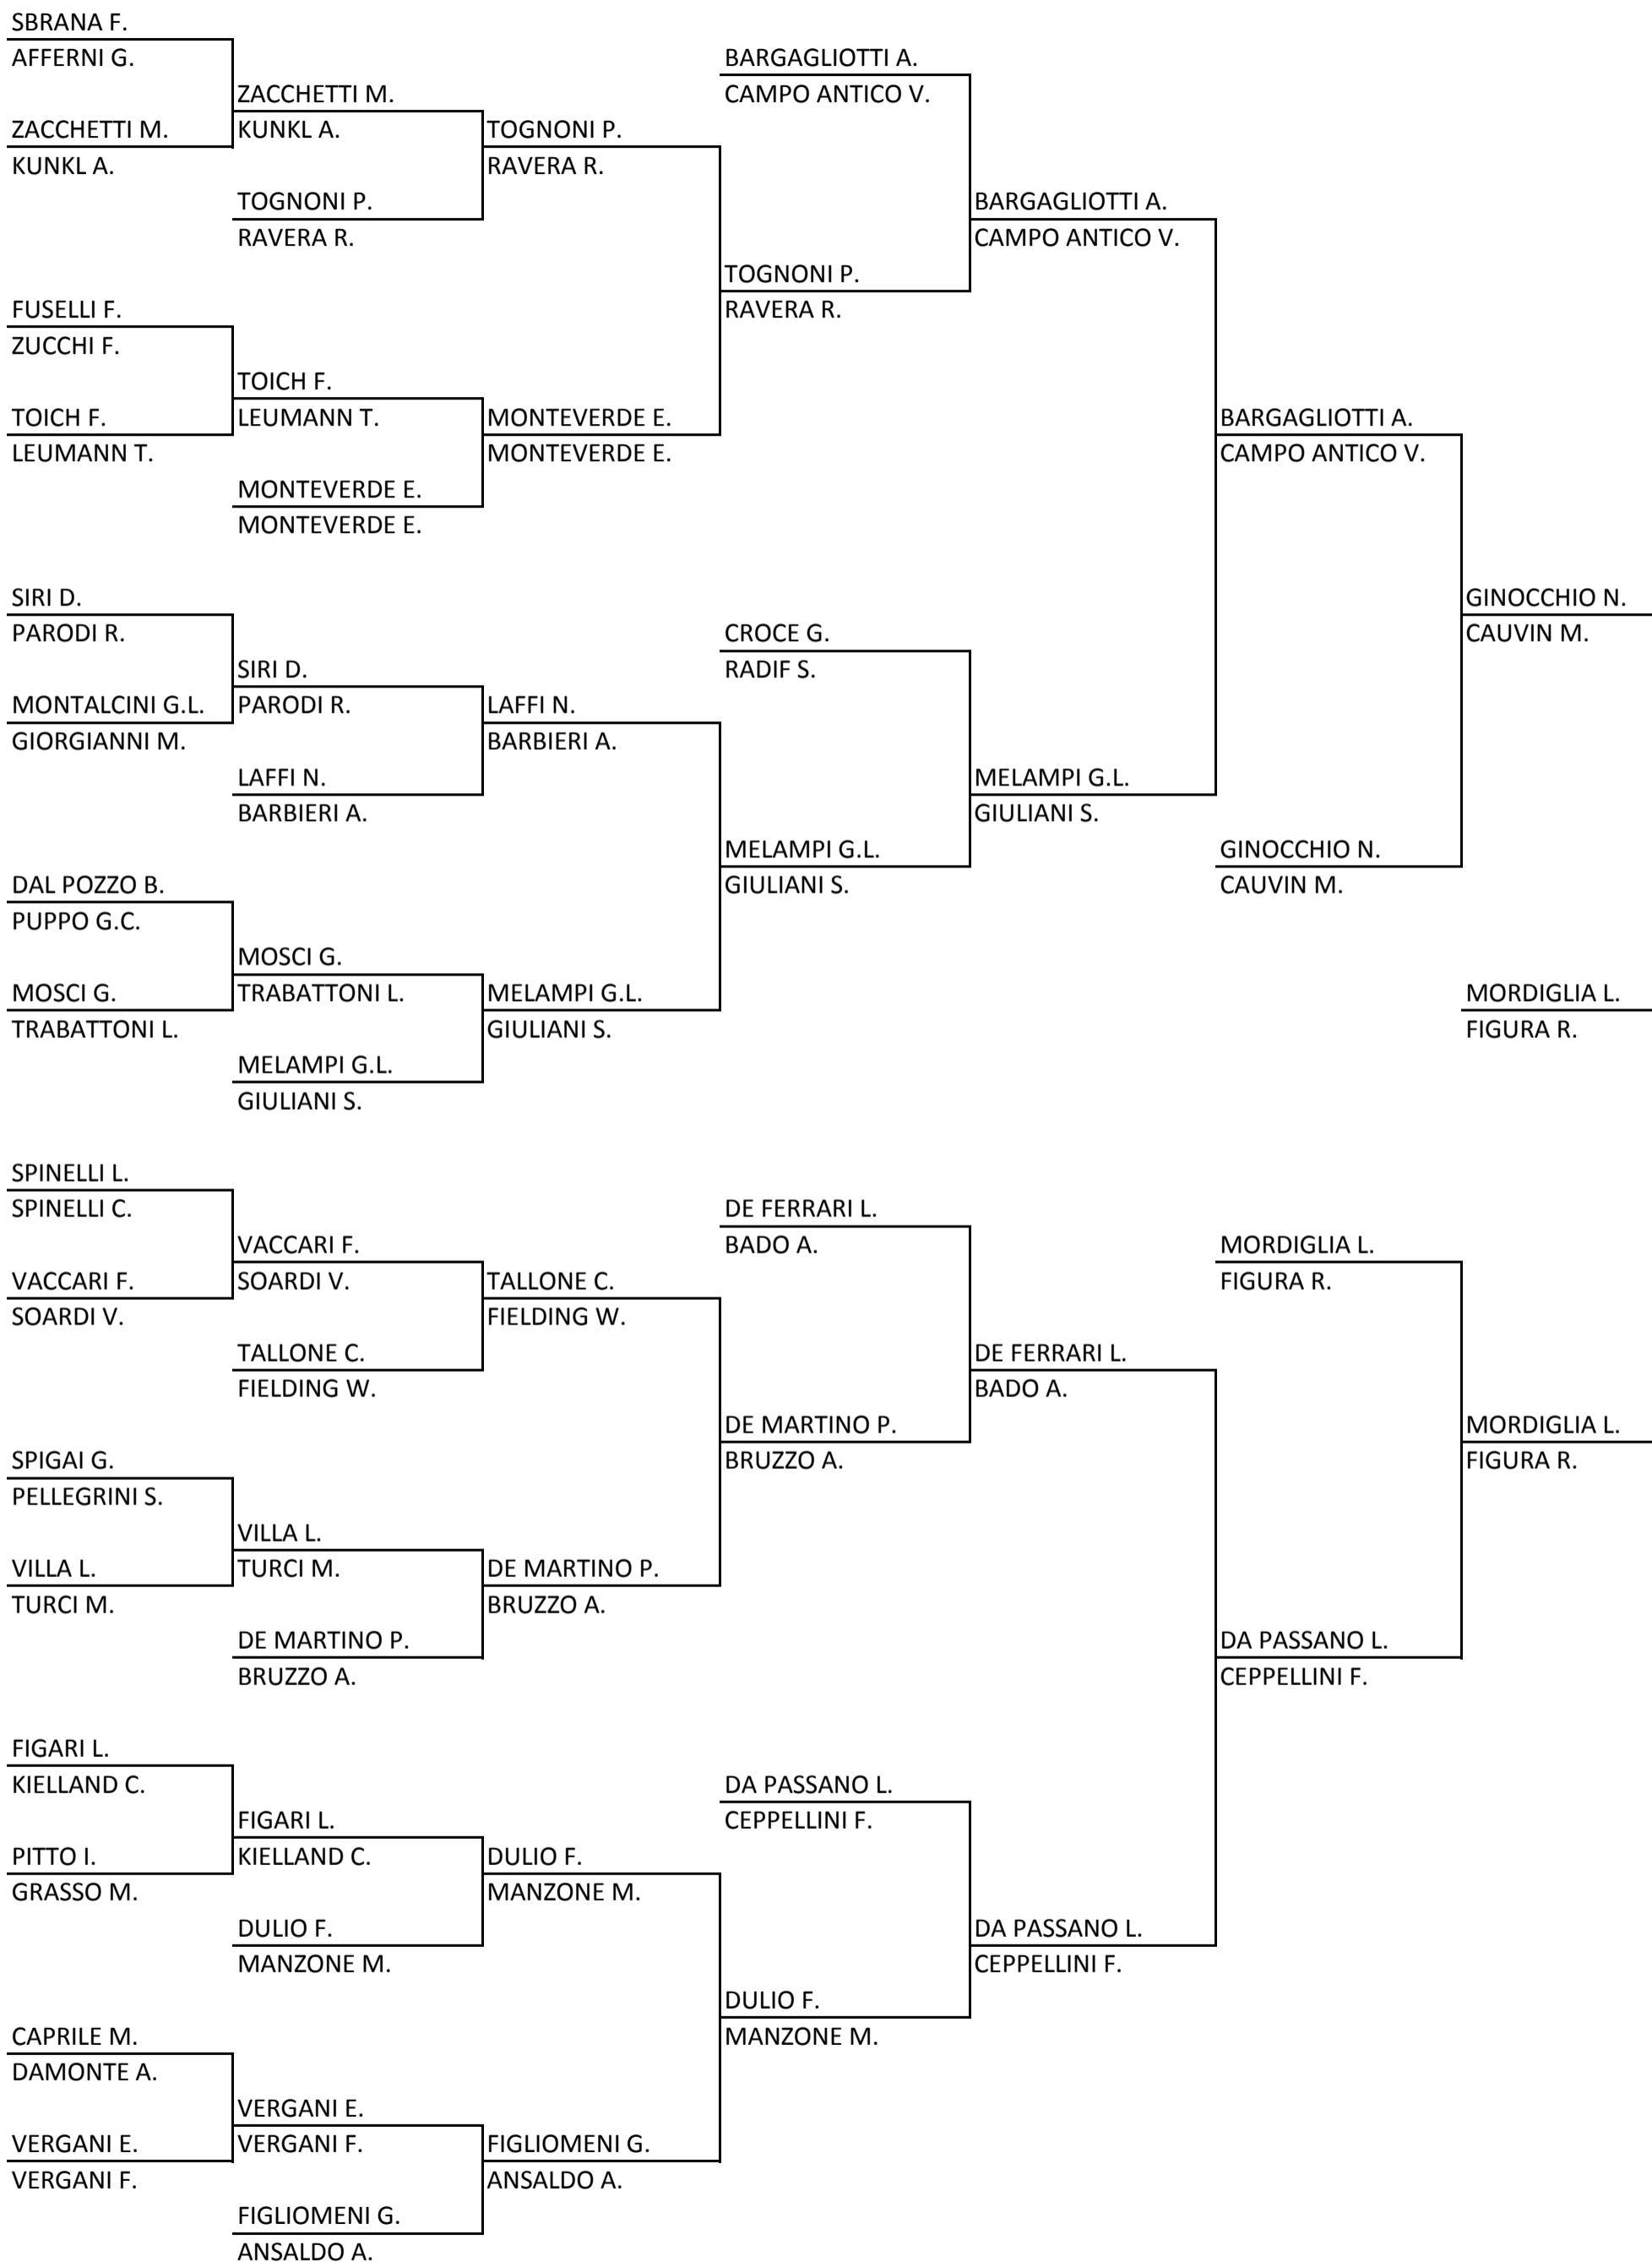 SBRANA F.
AFFERNI G.
ZACCHETTI M.
KUNKL A.
FUSELLI F.
ZUCCHI F.
TOICH F.
LEUMANN T.
SIRI D.
PARODI R.
MONTALCINI G.L.
GIORGIANNI M.
DAL POZZO B.
PUPPO G.C.
MOSCI G.
TRABATTONI L.
SPINELLI L.
SPINELLI C.
VACCARI F.
SOARDI V.
SPIGAI G.
PELLEGRINI S.
VILLA L.
TURCI M.
FIGARI L.
KIELLAND C.
PITTO I.
GRASSO M.
CAPRILE M.
DAMONTE A.
VERGANI E.
VERGANI F.
ZACCHETTI M.
KUNKL A.
TOGNONI P.
RAVERA R.
TOICH F.
LEUMANN T.
MONTEVERDE E.
MONTEVERDE E.
SIRI D.
PARODI R.
LAFFI N.
BARBIERI A.
MOSCI G.
TRABATTONI L.
MELAMPI G.L.
GIULIANI S.
VACCARI F.
SOARDI V.
TALLONE C.
FIELDING W.
VILLA L.
TURCI M.
DE MARTINO P.
BRUZZO A.
FIGARI L.
KIELLAND C.
DULIO F.
MANZONE M.
VERGANI E.
VERGANI F.
FIGLIOMENI G.
ANSALDO A.
TOGNONI P.
RAVERA R.
MONTEVERDE E.
MONTEVERDE E.
LAFFI N.
BARBIERI A.
MELAMPI G.L.
GIULIANI S.
TALLONE C.
FIELDING W.
DE MARTINO P.
BRUZZO A.
DULIO F.
MANZONE M.
FIGLIOMENI G.
ANSALDO A.
BARGAGLIOTTI A.
CAMPO ANTICO V.
TOGNONI P.
RAVERA R.
CROCE G.
RADIF S.
MELAMPI G.L.
GIULIANI S.
DE FERRARI L.
BADO A.
DE MARTINO P.
BRUZZO A.
DA PASSANO L.
CEPPELLINI F.
DULIO F.
MANZONE M.
BARGAGLIOTTI A.
CAMPO ANTICO V.
MELAMPI G.L.
GIULIANI S.
DE FERRARI L.
BADO A.
DA PASSANO L.
CEPPELLINI F.
BARGAGLIOTTI A.
CAMPO ANTICO V.
GINOCCHIO N.
CAUVIN M.
MORDIGLIA L.
FIGURA R.
DA PASSANO L.
CEPPELLINI F.
GINOCCHIO N.
CAUVIN M.
MORDIGLIA L.
FIGURA R.
MORDIGLIA L.
FIGURA R.